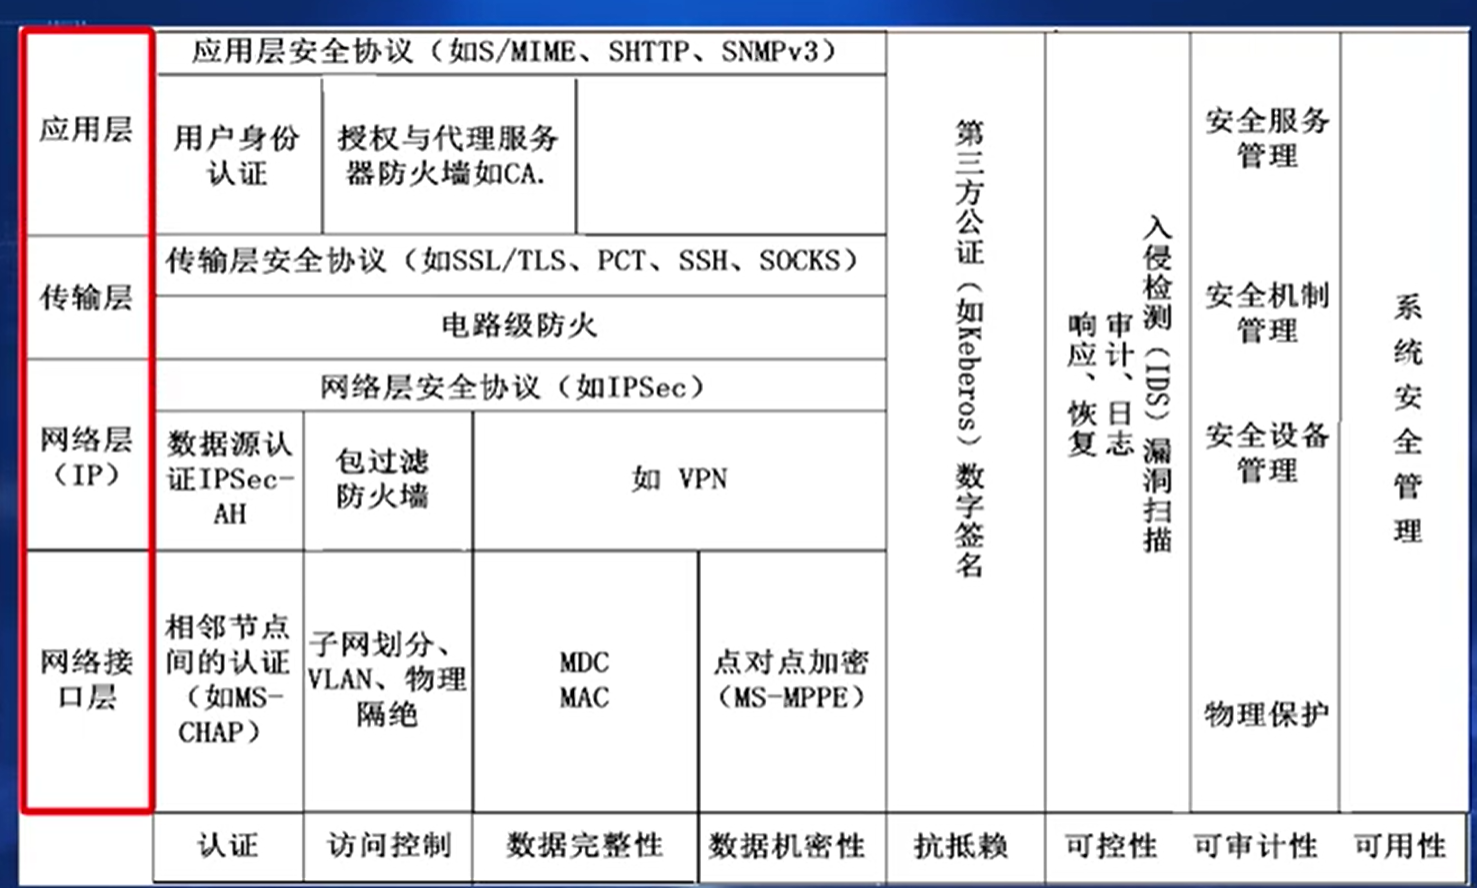 应用层安全协议（如S/MIME、SHTTP、SNMPv3）
应用层
用户身份
认证
授权与代理服务
器防火墙如CA.
传输层安全协议（如SSL/TLS、PCT、SSH、SOCKS）
传输层
电路级防火
网络层安全协议（如IPSec）
网络层
（IP）
数据源认
证IPSec-
AH
包过滤
防火墙
如 VPN
网络接
口层
相邻节点
间的认证
（如MS-
CHAP）
子网划分、
VLAN、物理
隔绝
MDC
MAC
点对点加密
（MS-MPPE）
第三方公证（如Keberos）数字签名
入侵检测（IDS）漏洞扫描
审计、日志
响应、恢复
安全服务
管理
安全机制
管理
安全设备
管理
物理保护
系统安全管理
认证
访问控制
数据完整性
数据机密性
抗抵赖
可控性
可审计性
可用性